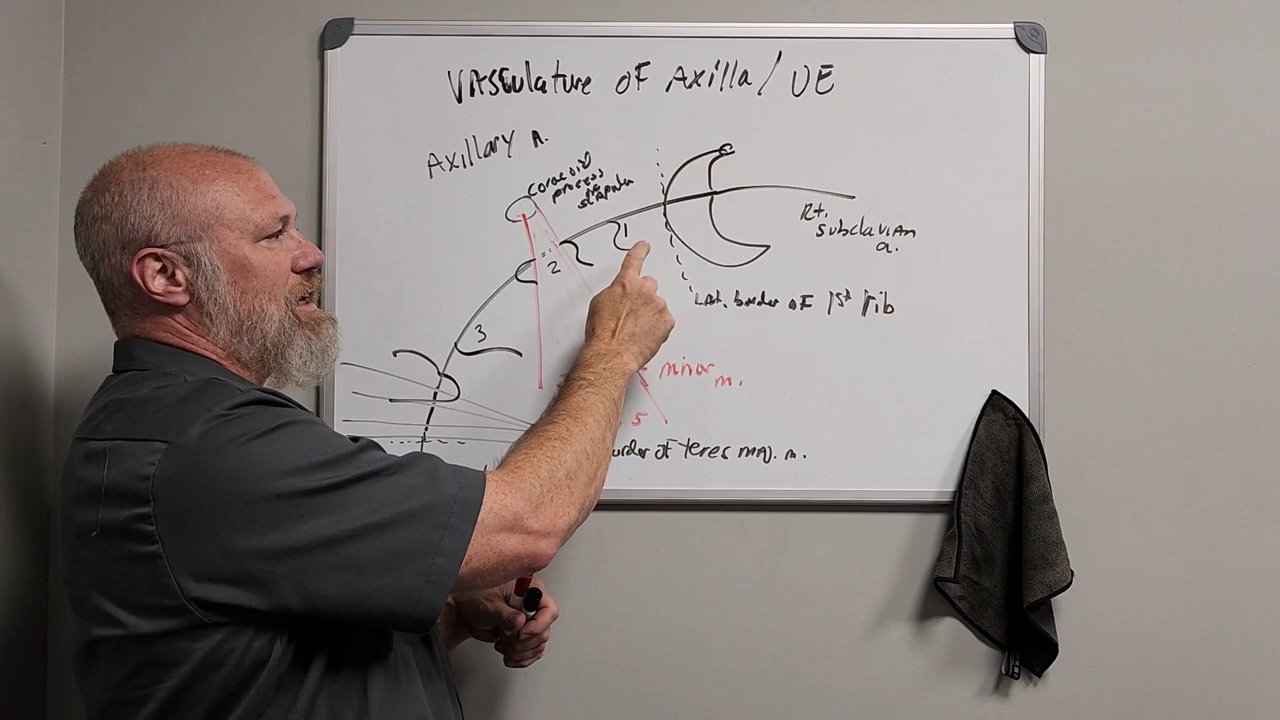 VASCulature OF Axilla / UE
Axillary A.
coracoid
process
of
scapula
Rt.
subclavian
a.
1
2
3
Lat. border of 1st rib
minor m.
5
order of Teres maj. m.